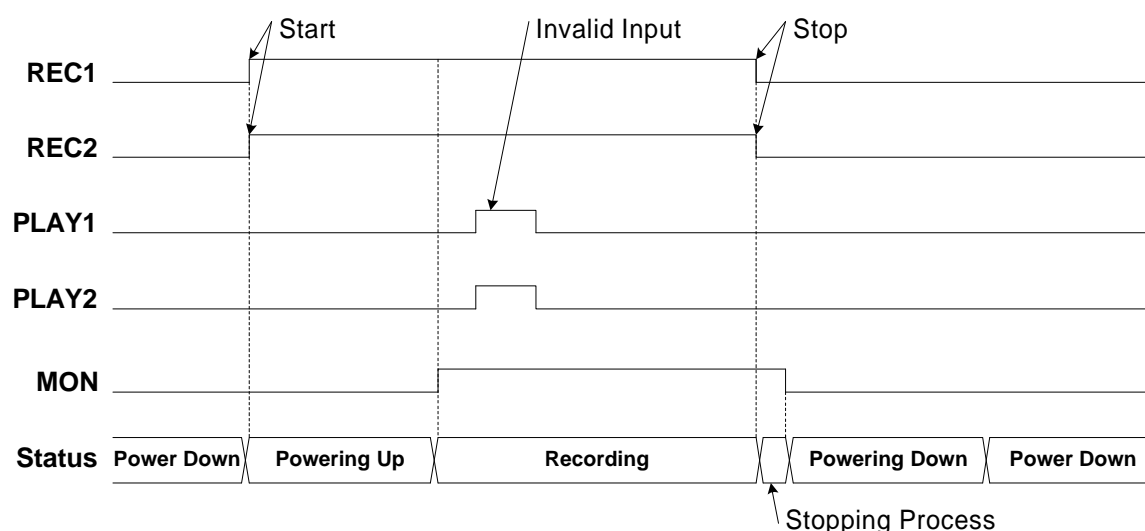 Start Invalid Input Stop
REC1
REC2
PLAY1
PLAY2
MON
Status Power Down Powering Up Recording Powering Down Power Down
Stopping Process